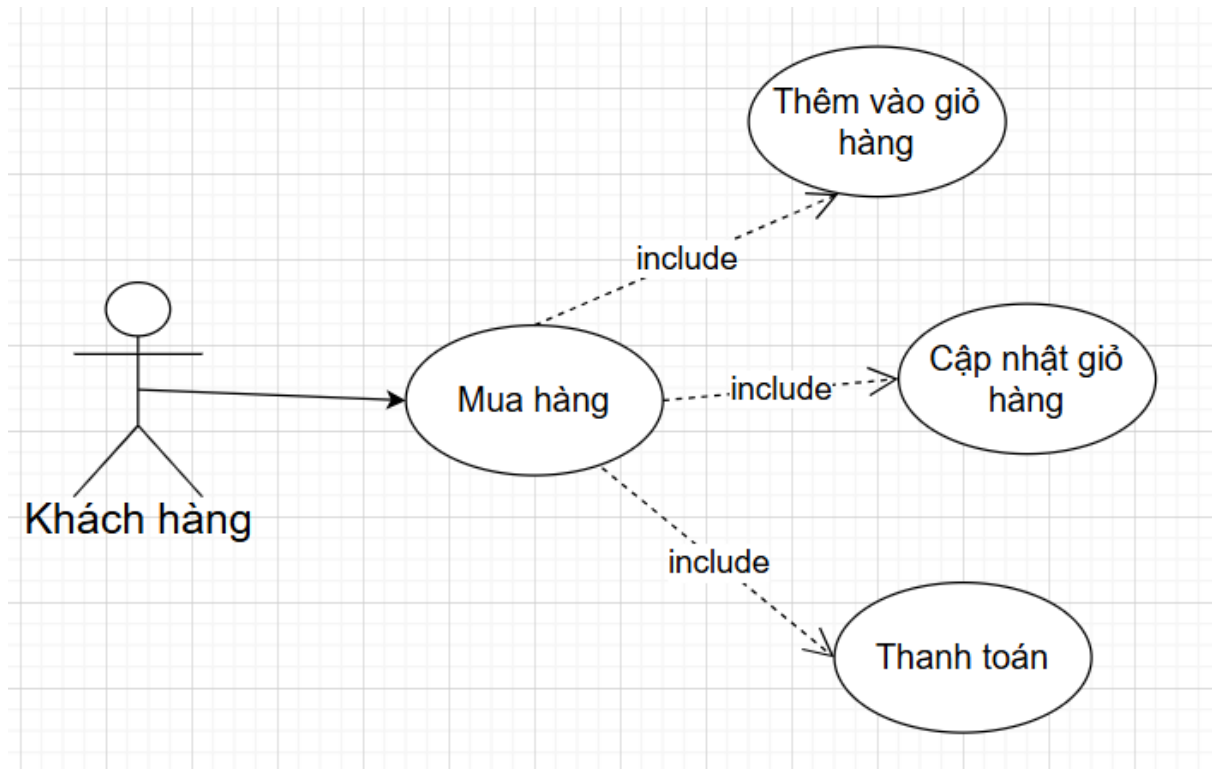 Thêm vào giỏ
hàng
include
Cập nhật giỏ
hàng
include
Mua hàng
Khách hàng
include
Thanh toán